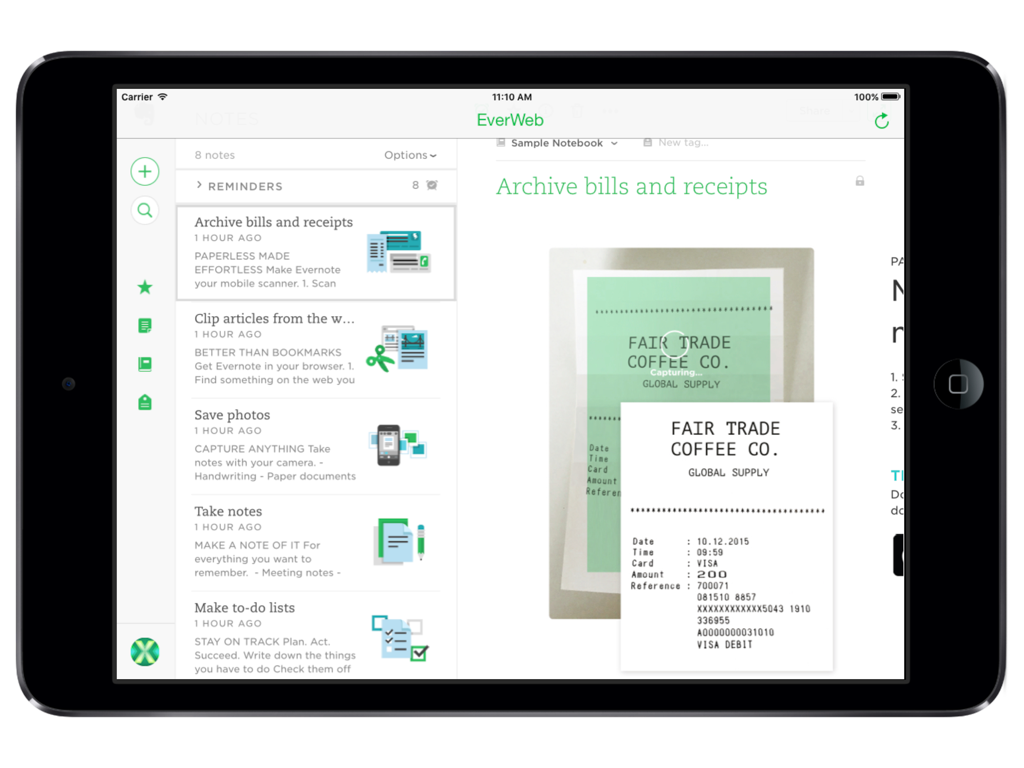 Carrier
11:10 AM
100%
EverWeb
NOTES
8 notes
Options
REMINDERS
8
Archive bills and receipts
1 HOUR AGO
PAPERLESS MADE
EFFORTLESS Make Evernote
your mobile scanner. 1. Scan
Clip articles from the w...
1 HOUR AGO
BETTER THAN BOOKMARKS
Get Evernote in your browser. 1.
Find something on the web you
Save photos
1 HOUR AGO
CAPTURE ANYTHING Take
notes with your camera. -
Handwriting - Paper documents
Take notes
1 HOUR AGO
MAKE A NOTE OF IT For
everything you want to
remember. - Meeting notes -
Make to-do lists
1 HOUR AGO
STAY ON TRACK Plan. Act.
Succeed. Write down the things
you have to do Check them off
Sample Notebook
New tag...
Archive bills and receipts
FAIR TRADE
COFFEE CO.
Capturing...
GLOBAL SUPPLY
Date
Time
Card
Amount
FAIR TRADE
COFFEE CO.
GLOBAL SUPPLY
Date : 10.12.2015
Time : 09:59
Card : VISA
Amount : 200
Reference : 700071
081510 8857
XXXXXXXXXXXX5043 1910
336955
A0000000031010
VISA DEBIT
1.
2.
3.